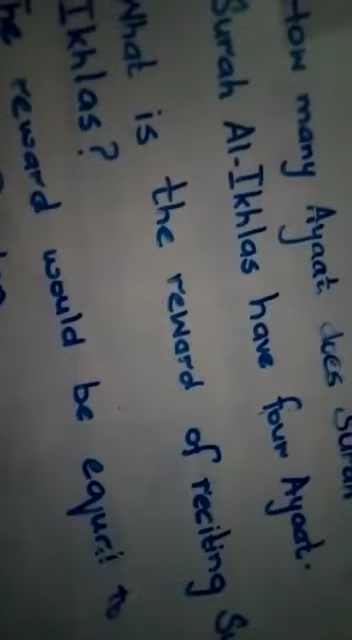 How many Ayaat does Surah
Surah Al-Ikhlas have four Ayaat.
What is the reward of reciting S
Ikhlas?
The reward would be equal to